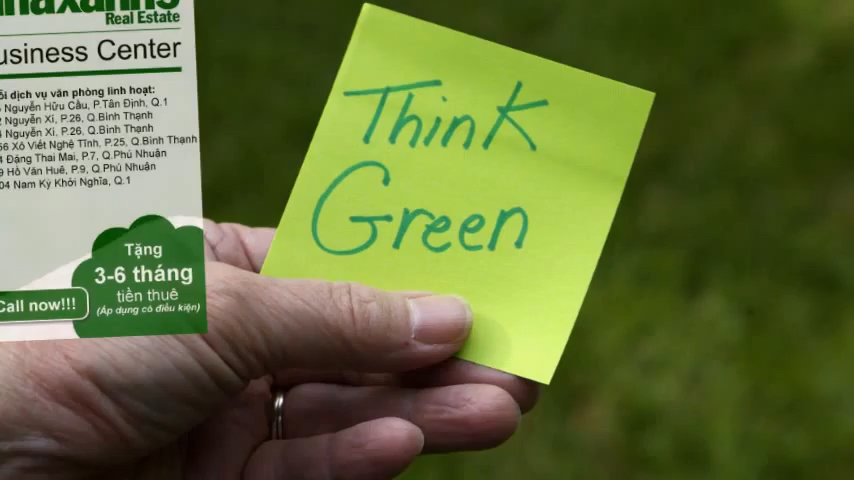 Real Estate
Business Center
dịch vụ văn phòng linh hoạt:
Nguyễn Hữu Cầu, P.Tân Định, Q.1
Nguyễn Xí, P.26, Q.Bình Thạnh
Nguyễn Xí, P.26, Q.Bình Thạnh
Xô Viết Nghệ Tĩnh, P.25, Q.Bình Thạnh
Đặng Thai Mai, P.7, Q.Phú Nhuận
Hồ Văn Huê, P.9, Q.Phú Nhuận
Nam Kỳ Khởi Nghĩa, Q.1
Tặng
3-6 tháng
tiền thuê
(Áp dụng có điều kiện)
Call now!!!
Think
Green